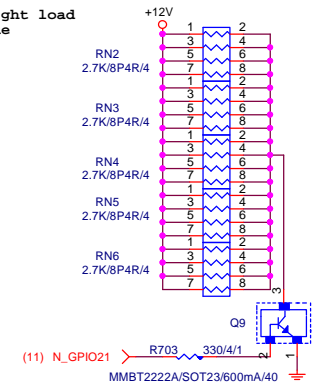 ght load
e
+12V
1 2
3 4
RN2 5 6
2.7K/8P4R/4 7 8
1 2
3 4
RN3 5 6
2.7K/8P4R/4 7 8
1 2
3 4
RN4 5 6
2.7K/8P4R/4 7 8
1 2
3 4
RN5 5 6
2.7K/8P4R/4 7 8
1 2
3 4
RN6 5 6
2.7K/8P4R/4 7 8
3
Q9
(11) N_GPIO21 R703 330/4/1 2 1
MMBT2222A/SOT23/600mA/40